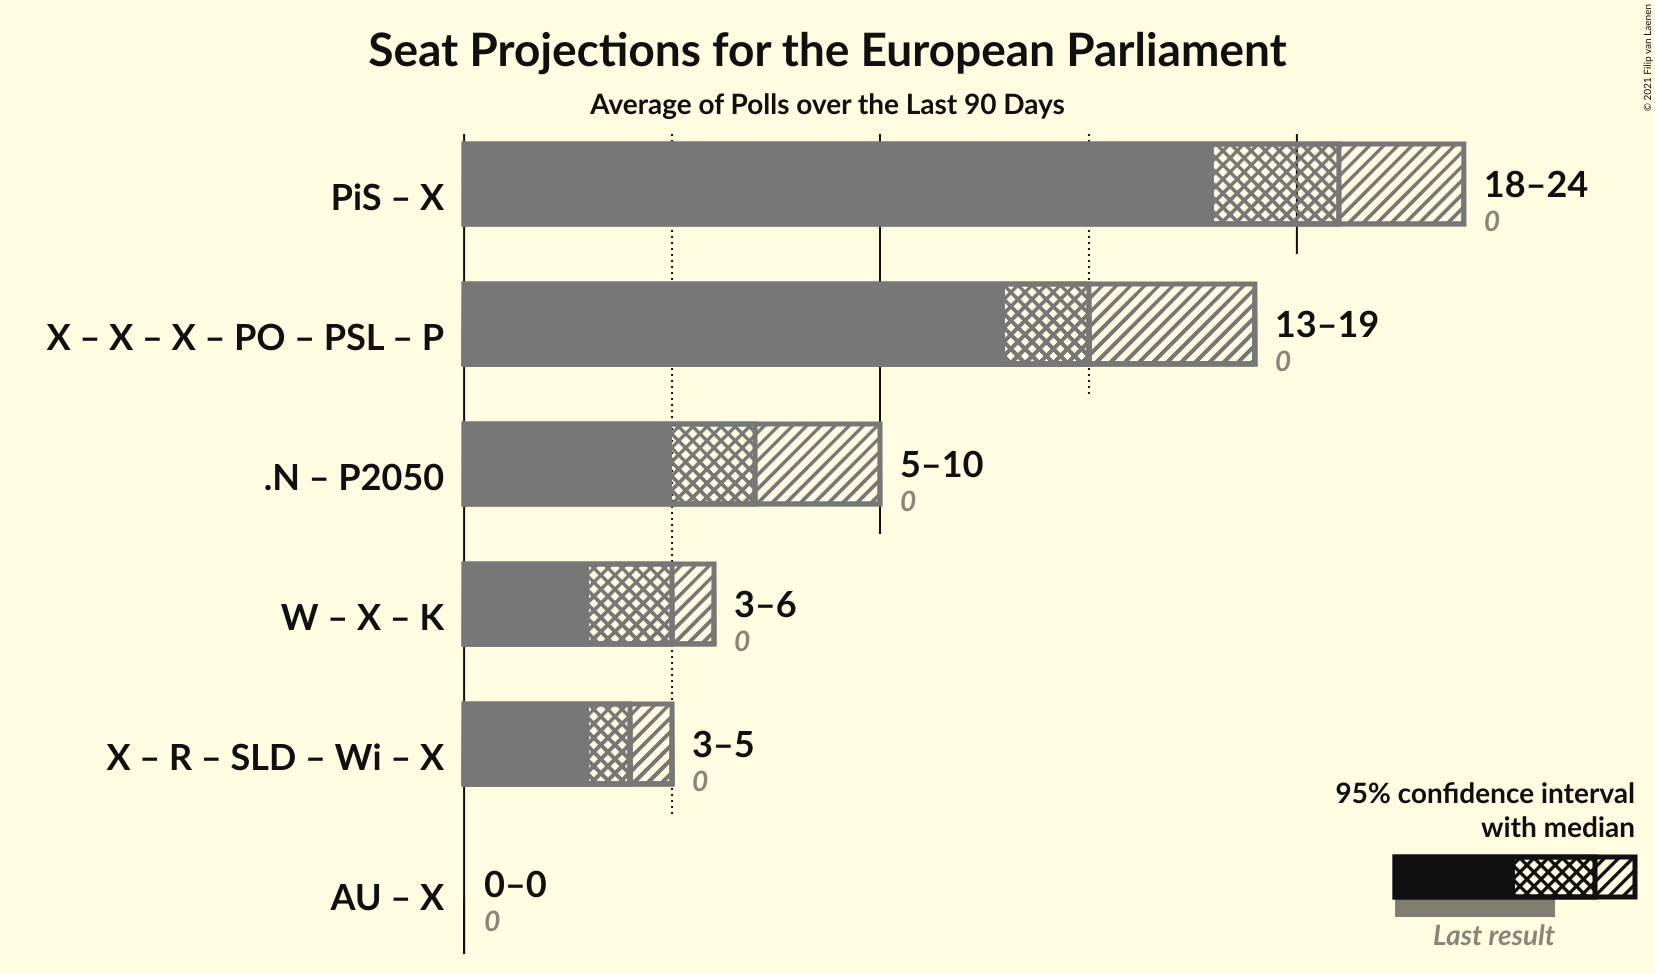 Seat Projections for the European Parliament
Average of Polls over the Last 90 Days
© 2021 Filip van Laenen
PiS – X
18–24
0
X – X – X – PO – PSL – P
13–19
0
.N – P2050
5–10
0
W – X – K
3–6
0
X – R – SLD – Wi – X
3–5
0
AU – X
0–0
0
95% confidence interval
with median
Last result